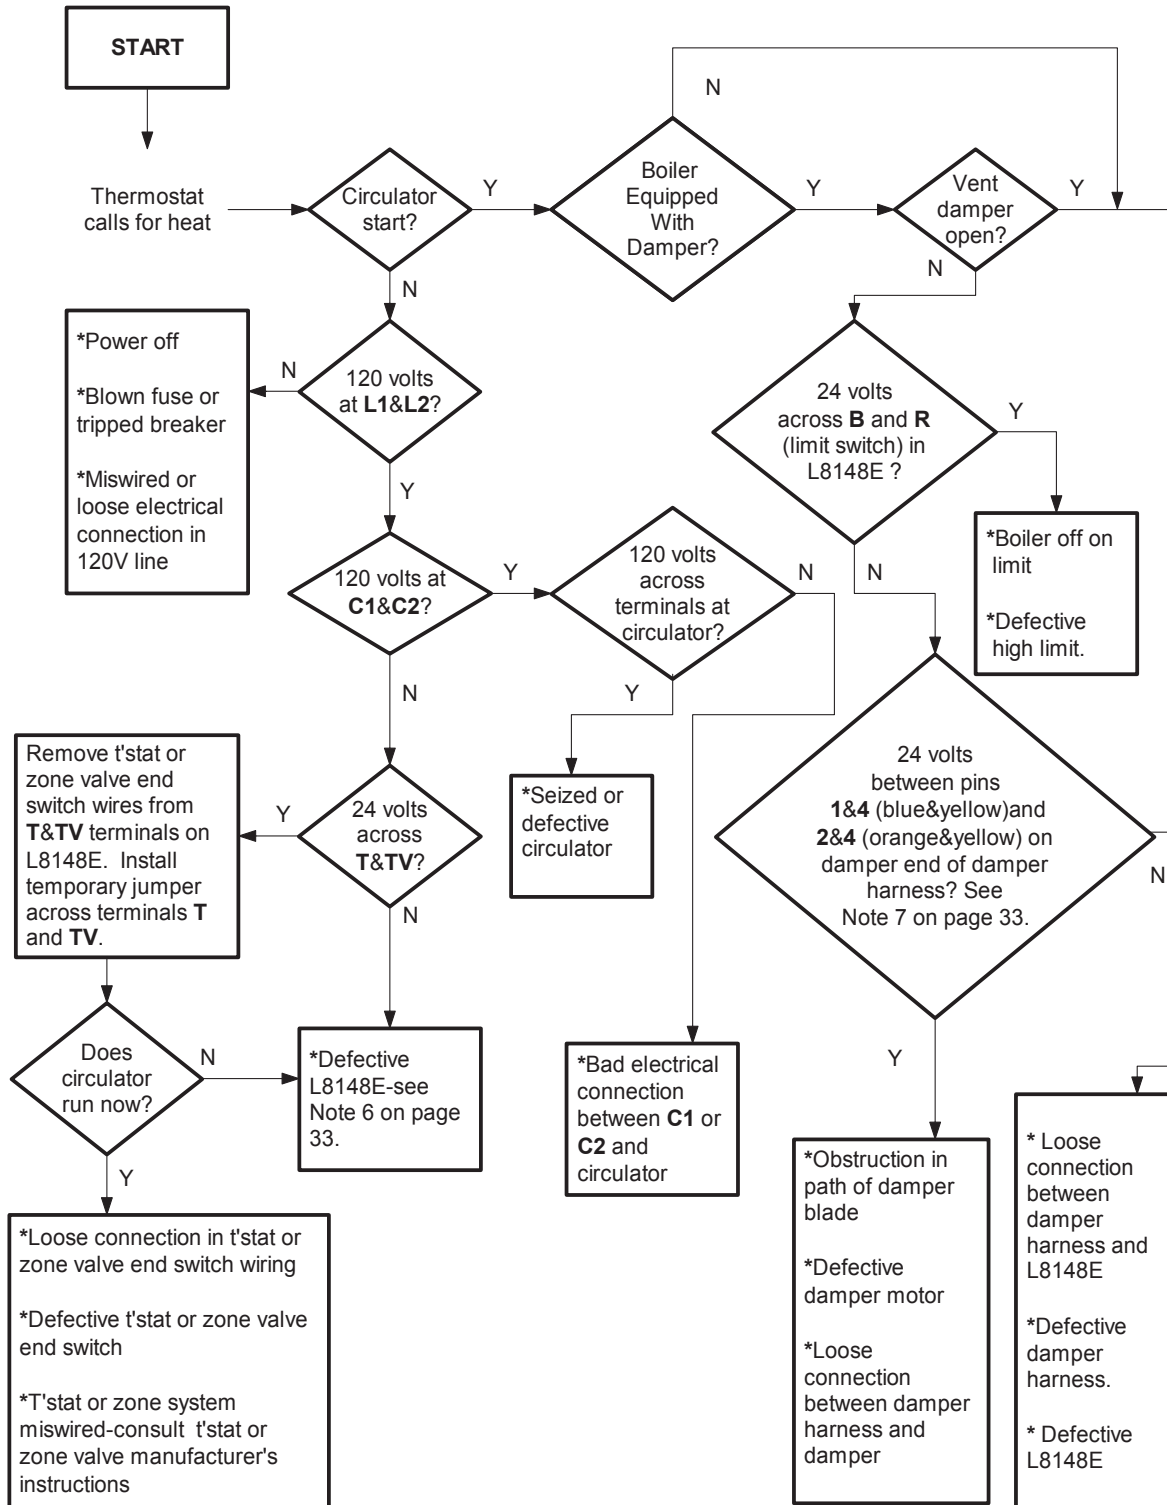 START
Thermostat
calls for heat
Circulator
start?
Y
N
Boiler
Equipped
With
Damper?
N
Y
Vent
damper
open?
Y
N
*Power off
*Blown fuse or
tripped breaker
*Miswired or
loose electrical
connection in
120V line
N
120 volts
at L1&L2?
Y
24 volts
across B and R
(limit switch) in
L8148E ?
Y
N
*Boiler off on
limit
*Defective
high limit.
120 volts at
C1&C2?
Y
N
120 volts
across
terminals at
circulator?
N
Y
Remove t'stat or
zone valve end
switch wires from
T&TV terminals on
L8148E. Install
temporary jumper
across terminals T
and TV.
Y
24 volts
across
T&TV?
N
*Seized or
defective
circulator
24 volts
between pins
1&4 (blue&yellow)and
2&4 (orange&yellow) on
damper end of damper
harness? See
Note 7 on page 33.
N
Y
Does
circulator
run now?
N
Y
*Defective
L8148E-see
Note 6 on page
33.
*Bad electrical
connection
between C1 or
C2 and
circulator
*Obstruction in
path of damper
blade
*Defective
damper motor
*Loose
connection
between damper
harness and
damper
* Loose
connection
between
damper
harness and
L8148E
*Defective
damper
harness.
* Defective
L8148E
*Loose connection in t'stat or
zone valve end switch wiring
*Defective t'stat or zone valve
end switch
*T'stat or zone system
miswired-consult t'stat or
zone valve manufacturer's
instructions